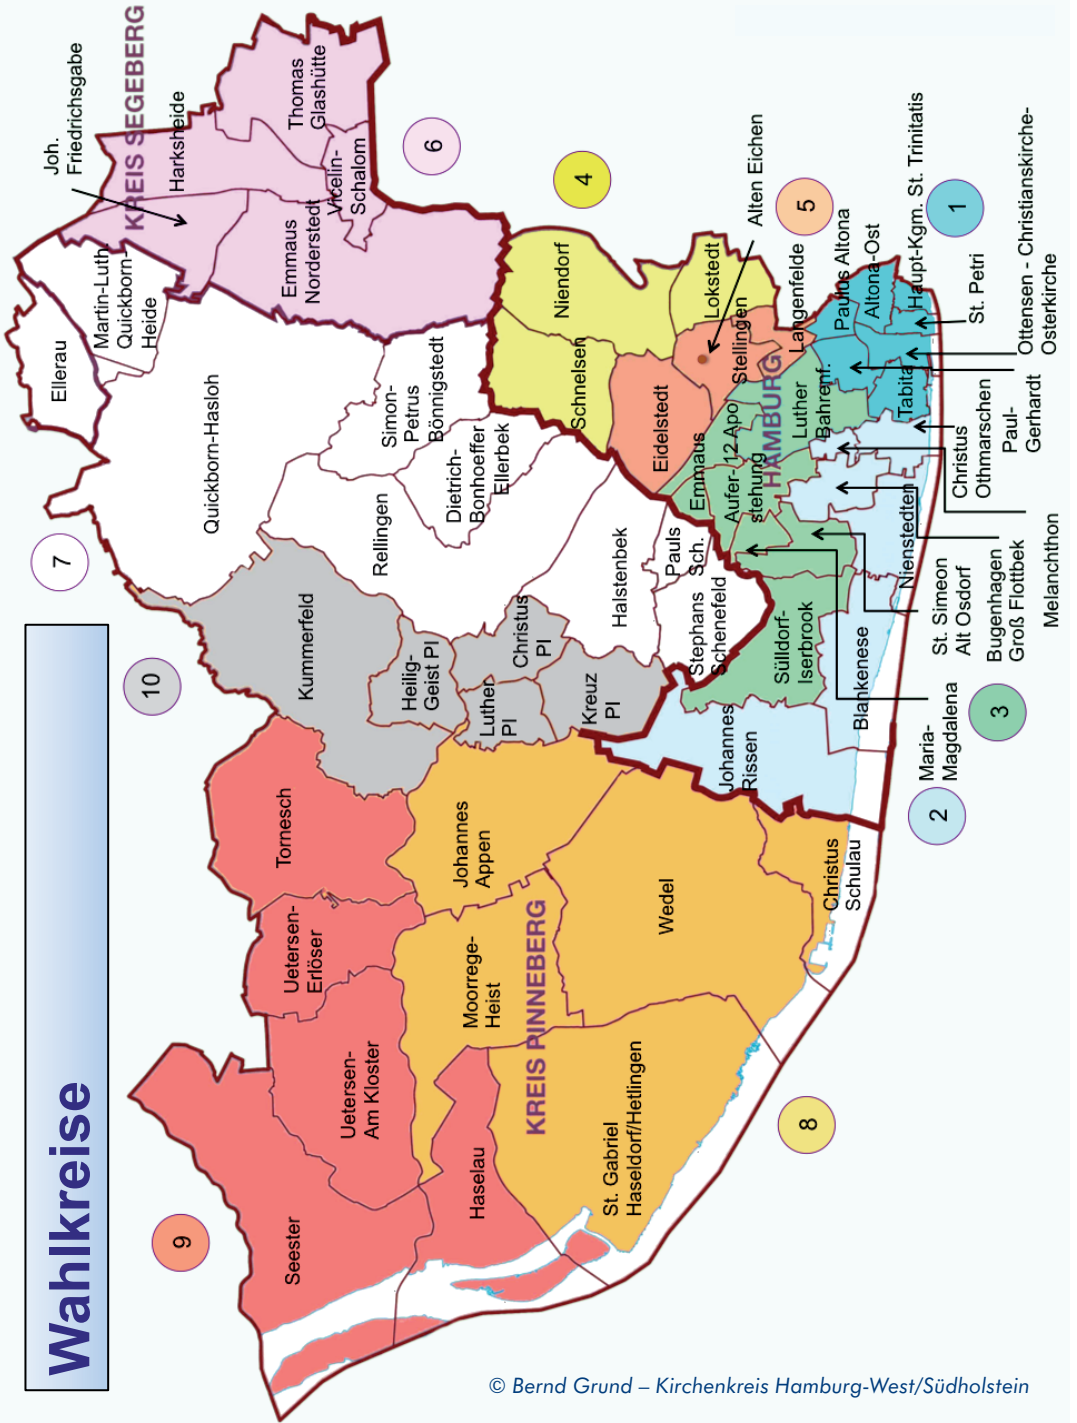 Wahlkreise
KREIS SEGEBERG
KREIS PINNEBERG
HAMBURG
9
Seester
Uetersen-
Am Kloster
Uetersen-
Erlöser
Tornesch
Haselau
8
St. Gabriel
Haseldorf/Hetlingen
Moorrege-
Heist
Johannes
Appen
Wedel
Christus
Schulau
10
Kummerfeld
Heilig-
Geist PI
Luther
PI
Christus
PI
Kreuz
PI
7
Ellerau
Martin-Luth.
Quickborn-
Heide
Quickborn-Hasloh
Simon-
Petrus
Bönnigstedt
Dietrich-
Bonhoeffer
Ellerbek
Rellingen
Halstenbek
Pauls
Sch.
Stephans
Schenefeld
6
Joh.
Friedrichsgabe
Harksheide
Thomas
Glashütte
Vicelin-
Schalom
Emmaus
Norderstedt
4
Niendorf
Schnelsen
Lokstedt
5
Alten Eichen
Stellingen
Langenfelde
Eidelstedt
3
Emmaus
12 Apo
Aufer-
stehung
Luther
Bahrenf.
Sülldorf-
Iserbrook
Maria-
Magdalena
St. Simeon
Alt Osdorf
2
Johannes
Rissen
Blankenese
Nienstedten
Bugenhagen
Groß Flottbek
Melanchthon
Christus
Othmarschen
1
Paulus Altona
Altona-Ost
Haupt-Kgm. St. Trinitatis
St. Petri
Ottensen - Christianskirche-
Osterkirche
Tabita
Paul-
Gerhardt
© Bernd Grund – Kirchenkreis Hamburg-West/Südholstein